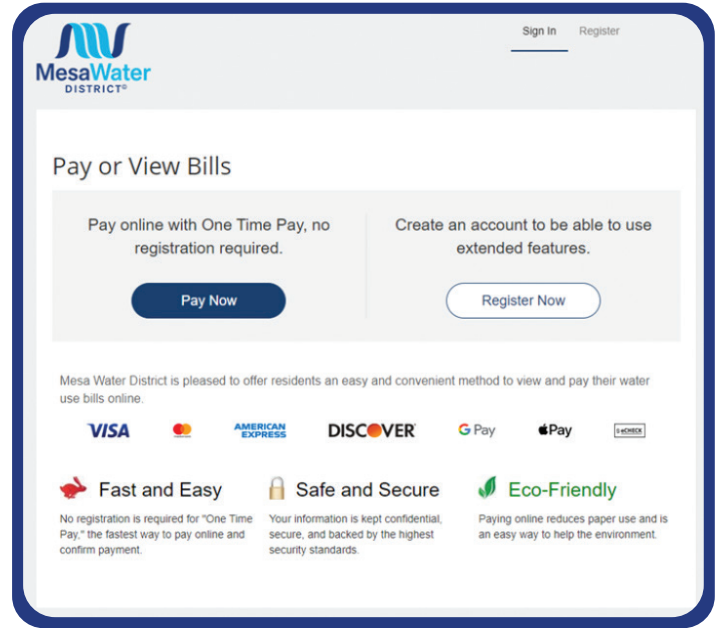 Sign In Register
MesaWater
DISTRICT®
Pay or View Bills
Pay online with One Time Pay, no
registration required.
Pay Now
Create an account to be able to use
extended features.
Register Now
Mesa Water District is pleased to offer residents an easy and convenient method to view and pay their water
use bills online.
VISA
AMERICAN
EXPRESS
DISCOVER
G Pay
Pay
eCHECK
Fast and Easy
No registration is required for "One Time
Pay," the fastest way to pay online and
confirm payment.
Safe and Secure
Your information is kept confidential,
secure, and backed by the highest
security standards.
Eco-Friendly
Paying online reduces paper use and is
an easy way to help the environment.